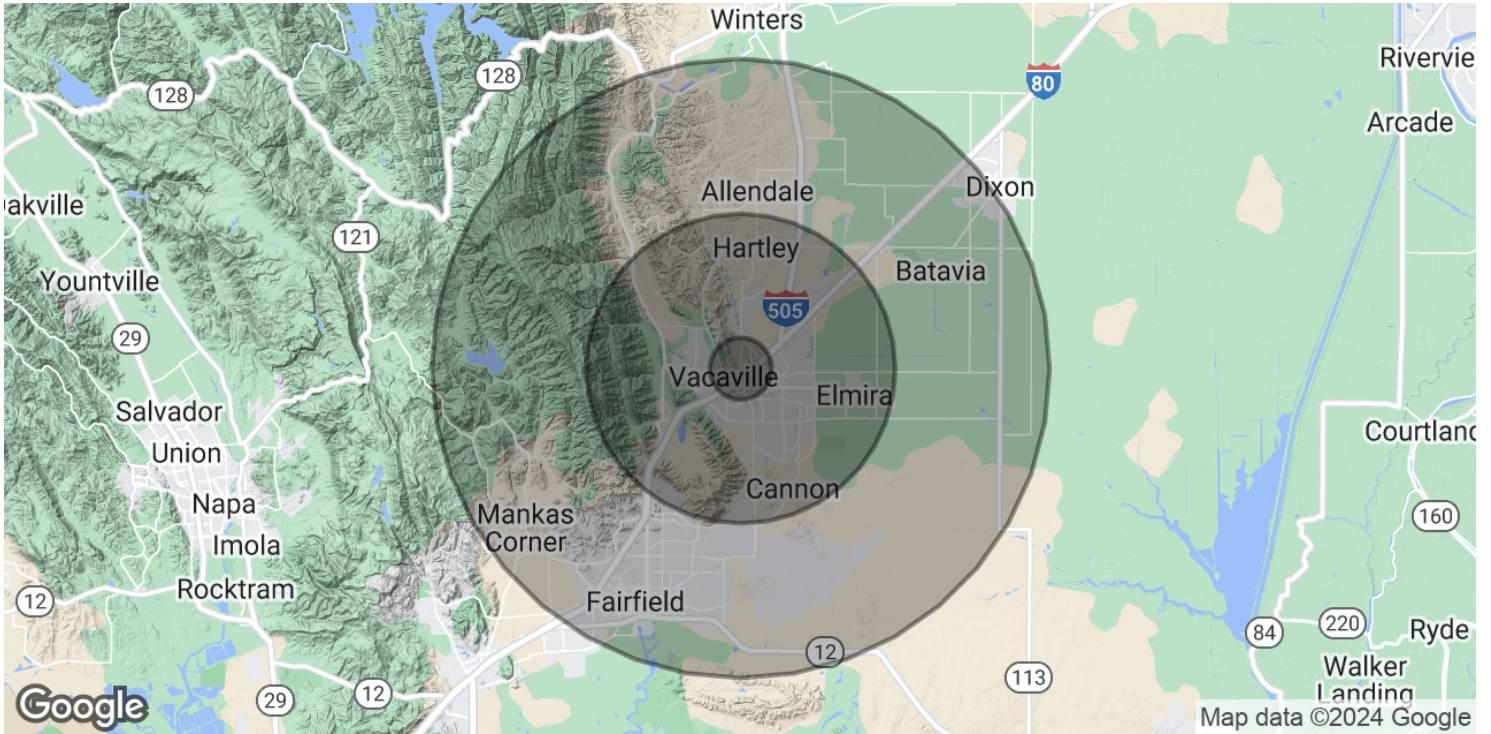 Winters
Rivervie
128
128
80
Arcade
Dixon
Allendale
Oakville
121
Hartley
Batavia
Yountville
505
29
Vacaville
Elmira
Salvador
Courtland
Union
Cannon
Napa
Mankas
Corner
160
Imola
Rocktram
12
Fairfield
84
220
Ryde
12
Walker
Landing
113
29
12
Google
Map data ©2024 Google